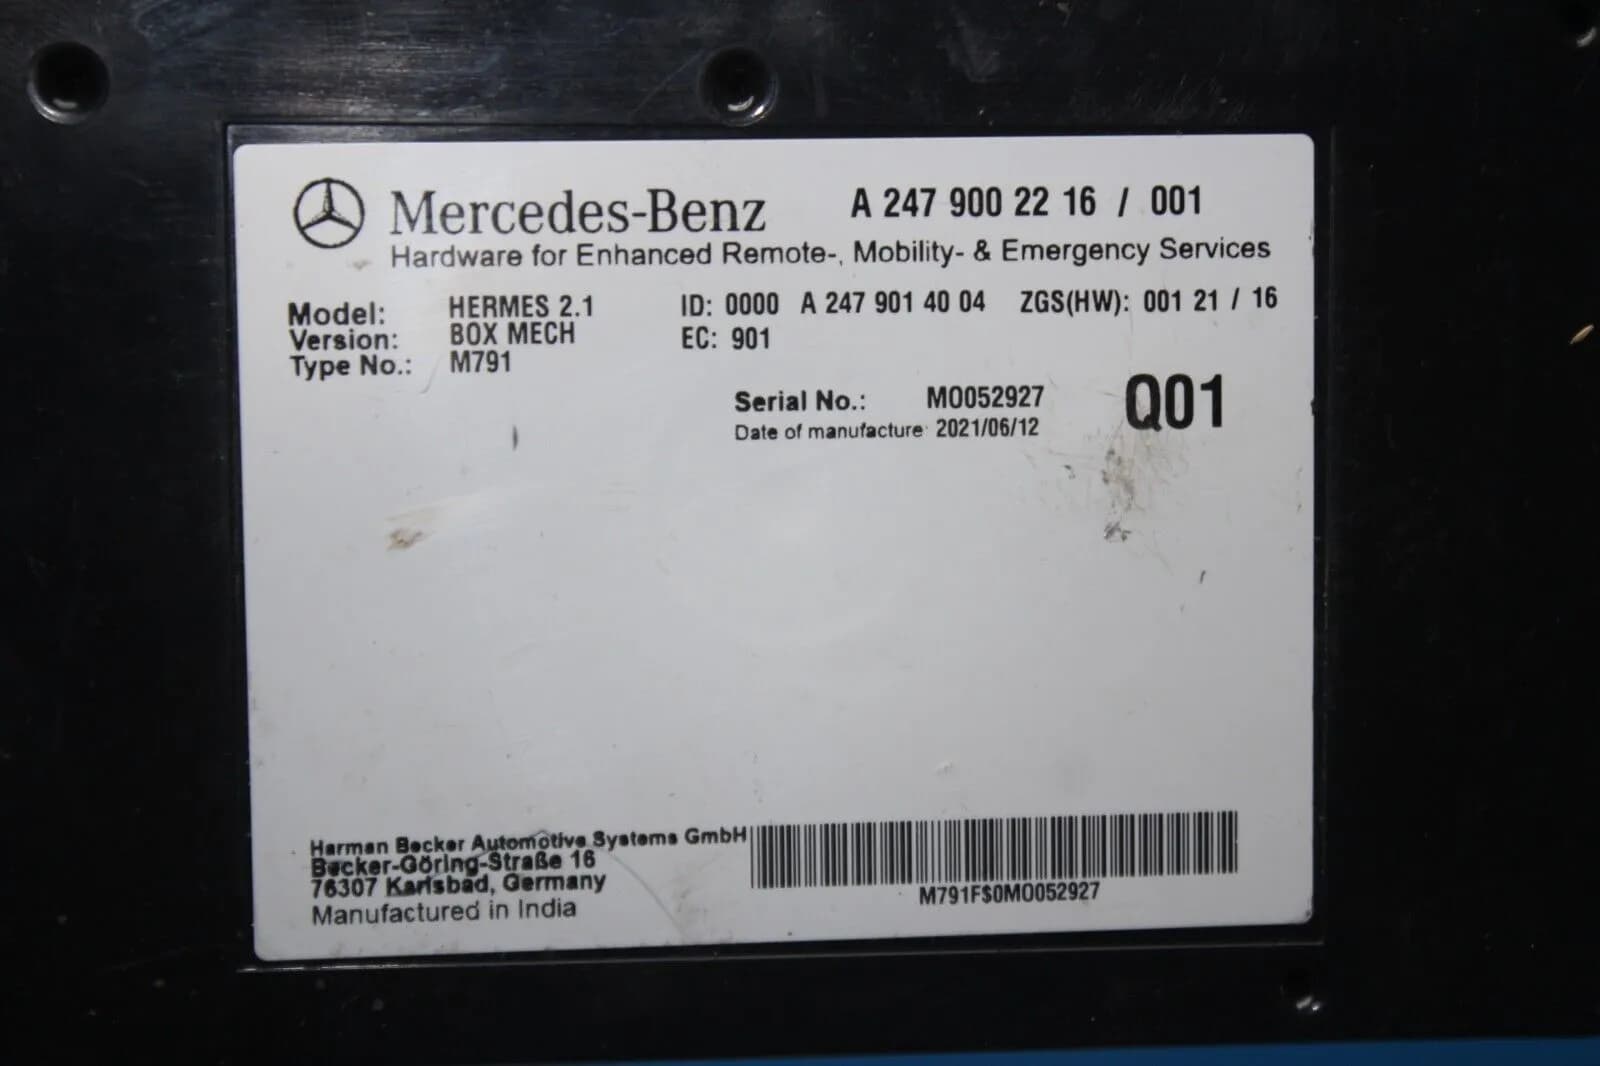 Mercedes-Benz A 247 900 22 16 / 001
Hardware for Enhanced Remote-, Mobility- & Emergency Services
Model: HERMES 2.1 ID: 0000 A 247 901 40 04 ZGS(HW): 001 21 / 16
Version: BOX MECH EC: 901
Type No.: M791
Serial No.: M0052927 Q01
Date of manufacture: 2021/06/12
Harman Becker Automotive Systems GmbH
Becker-Göring-Straße 16
76307 Karlsbad, Germany
Manufactured in India
M791F$0M0052927